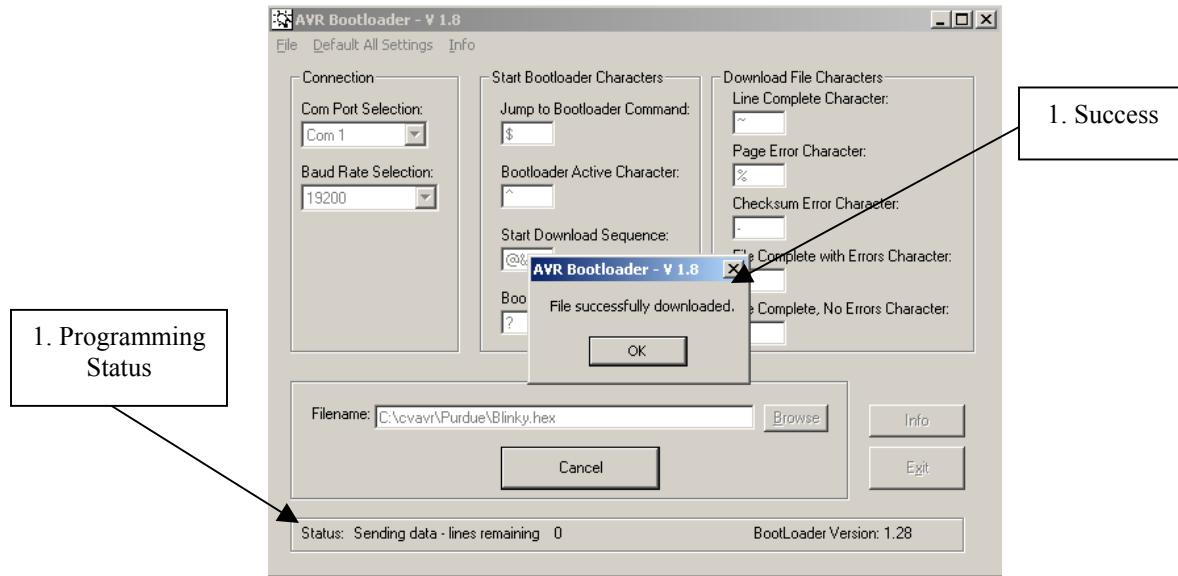 AVR Bootloader - V 1.8
File Default All Settings Info
Connection
Com Port Selection:
Com 1
Baud Rate Selection:
19200
Start Bootloader Characters
Jump to Bootloader Command:
$
Bootloader Active Character:
^
Start Download Sequence:
@&
Boo
?
Download File Characters
Line Complete Character:
~
Page Error Character:
%
Checksum Error Character:
-
File Complete with Errors Character:
e Complete, No Errors Character:
AVR Bootloader - V 1.8
File successfully downloaded.
OK
1. Success
1. Programming
Status
Filename: C:\cvavr\Purdue\Blinky.hex
Browse
Cancel
Info
Exit
Status: Sending data - lines remaining 0
BootLoader Version: 1.28